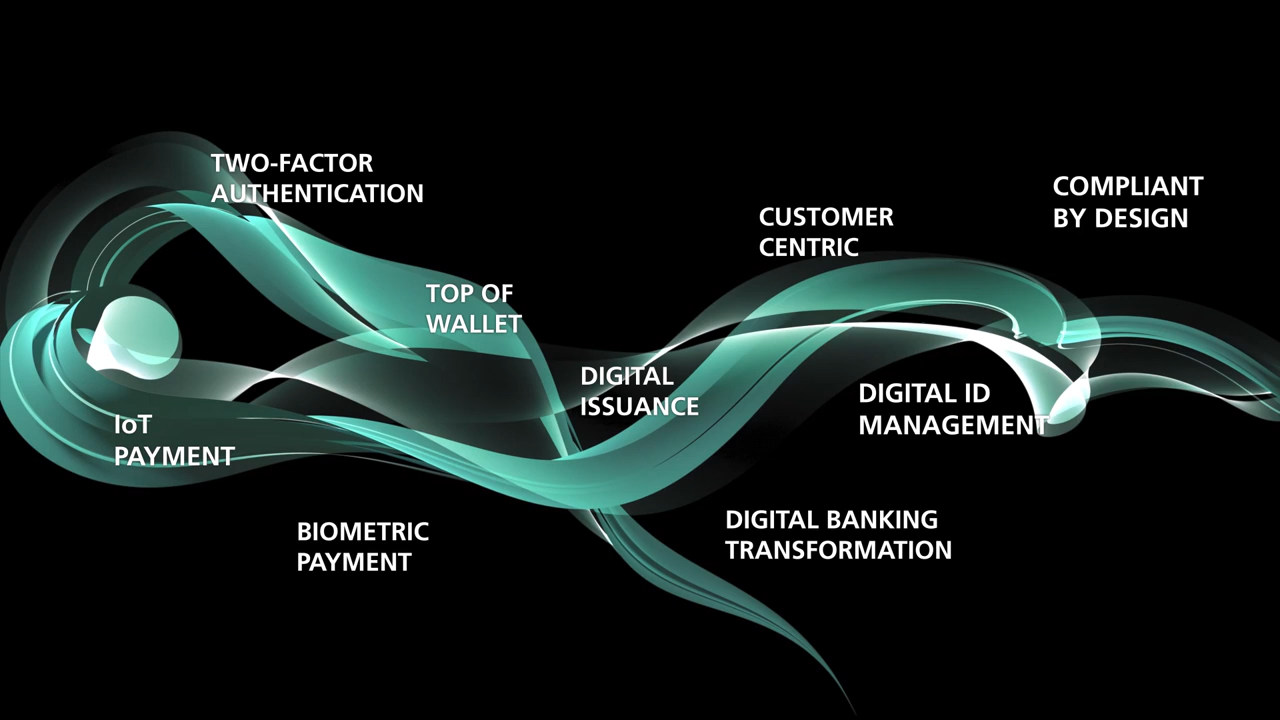 TWO-FACTOR
AUTHENTICATION
COMPLIANT
BY DESIGN
CUSTOMER
CENTRIC
TOP OF
WALLET
DIGITAL
ISSUANCE
DIGITAL ID
MANAGEMENT
IoT
PAYMENT
BIOMETRIC
PAYMENT
DIGITAL BANKING
TRANSFORMATION